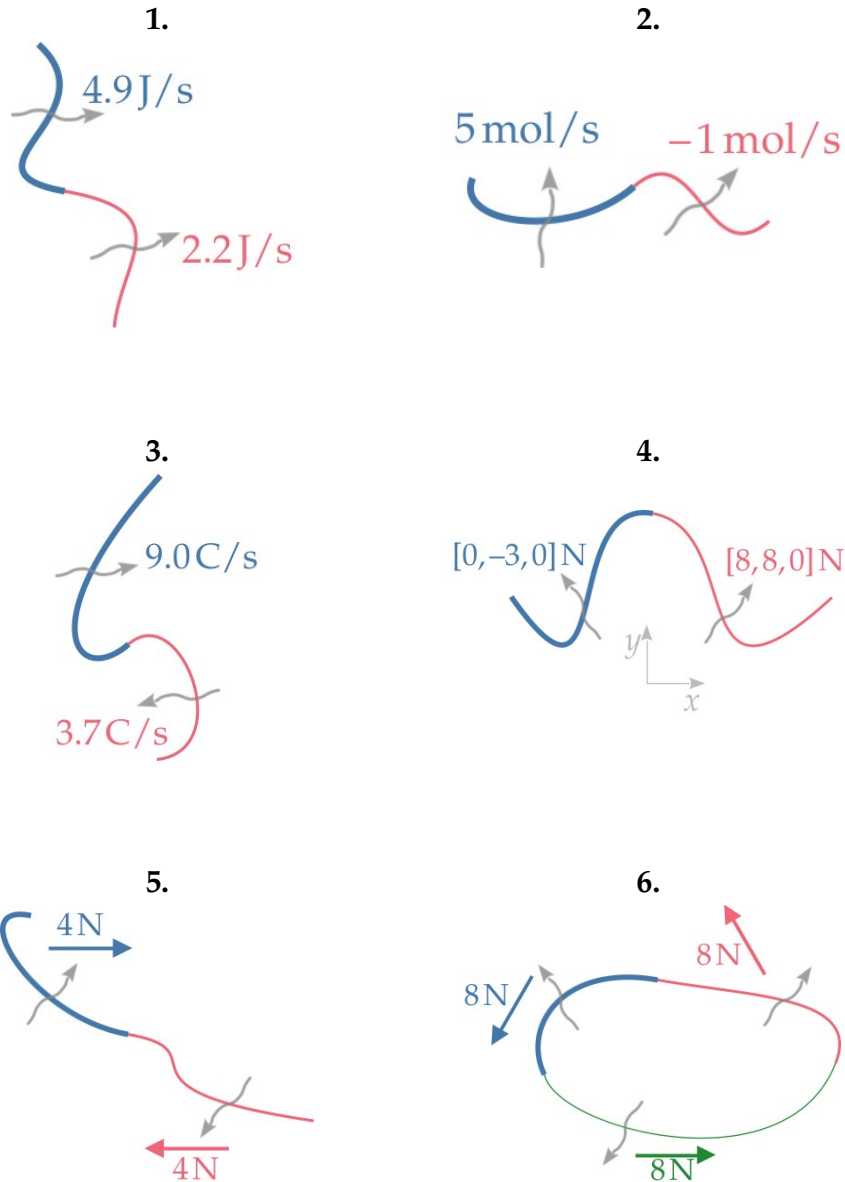 1.
4.9 J/s
2.2 J/s
2.
5 mol/s
−1 mol/s
3.
9.0 C/s
3.7 C/s
4.
[0,−3,0] N
[8,8,0] N
y
x
5.
4 N
4 N
6.
8 N
8 N
8 N